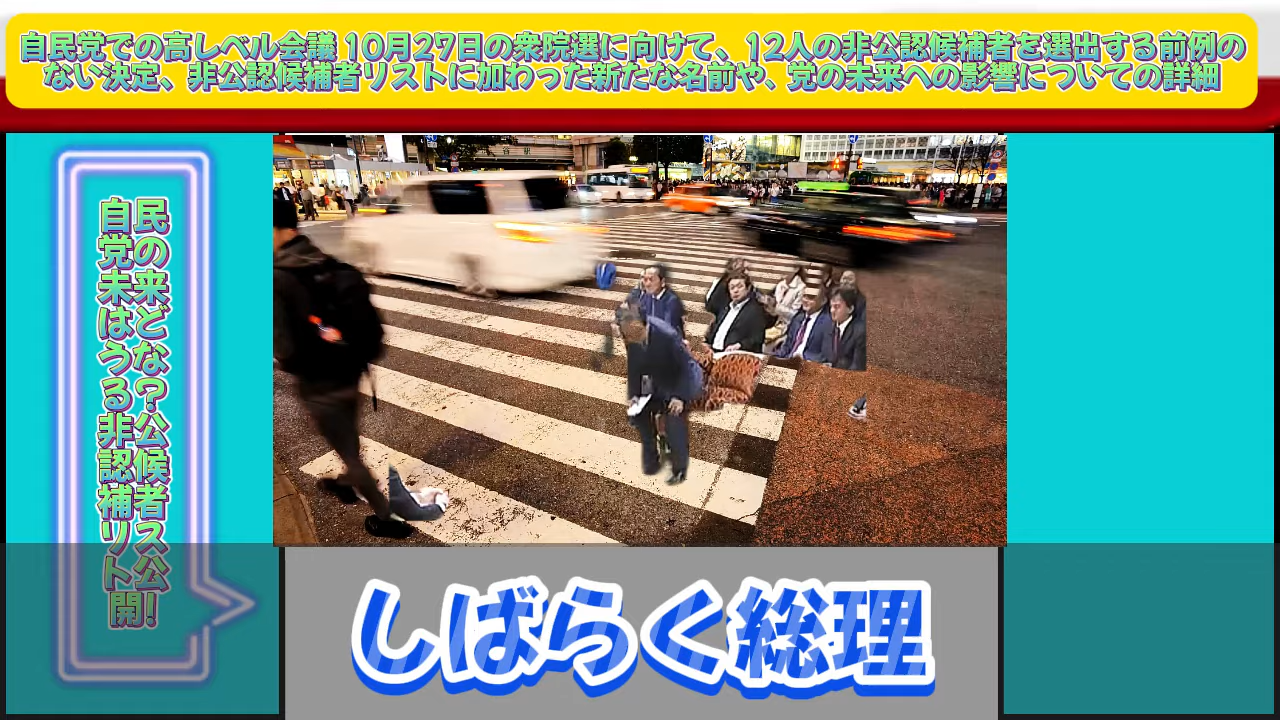 自民党での高レベル会議 10月27日の衆院選に向けて、12人の非公認候補者を選出する前例の
ない決定、非公認候補者リストに加わった新たな名前や、党の未来への影響についての詳細
自民党の未来はどうなる?非公認候補者リスト公開!
しばらく総理